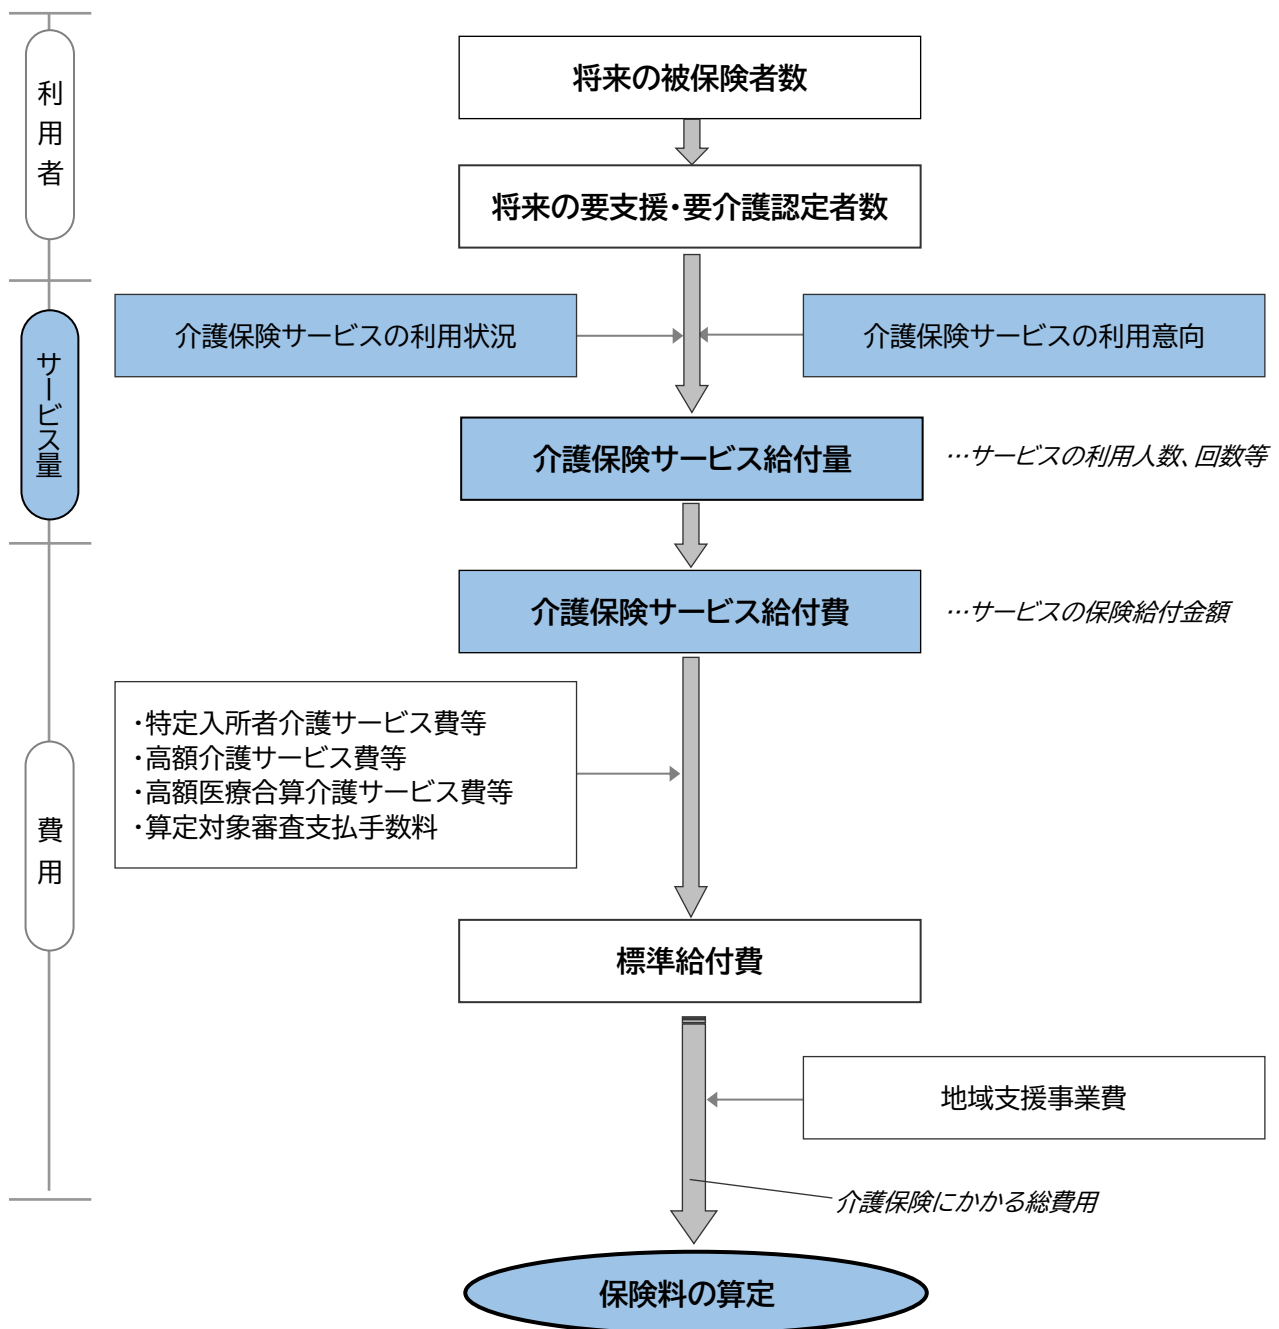 利用者
将来の被保険者数
将来の要支援・要介護認定者数
サービス量
介護保険サービスの利用状況
介護保険サービスの利用意向
介護保険サービス給付量
…サービスの利用人数、回数等
介護保険サービス給付費
…サービスの保険給付金額
費用
・特定入所者介護サービス費等
・高額介護サービス費等
・高額医療合算介護サービス費等
・算定対象審査支払手数料
標準給付費
地域支援事業費
介護保険にかかる総費用
保険料の算定